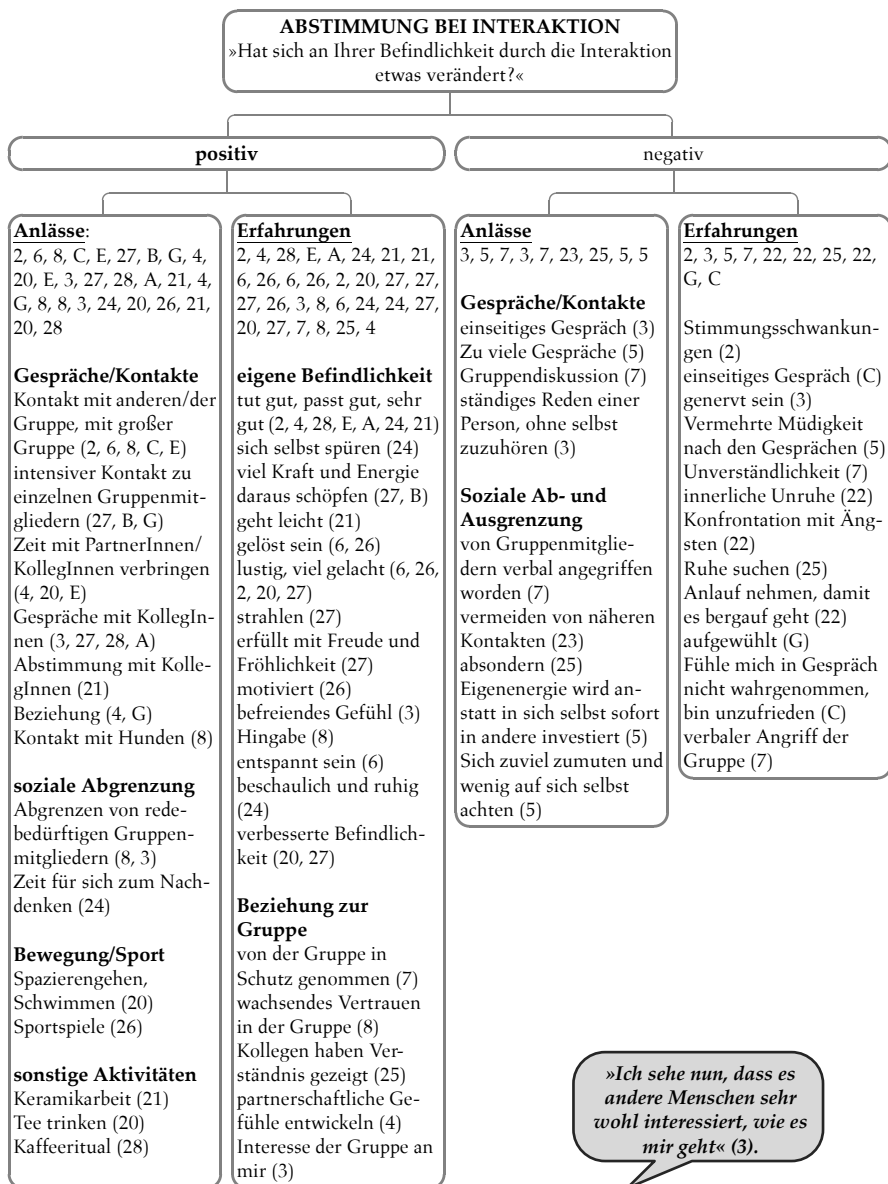 ABSTIMMUNG BEI INTERAKTION
»Hat sich an Ihrer Befindlichkeit durch die Interaktion
etwas verändert?«
positiv
negativ
Anlässe:
2, 6, 8, C, E, 27, B, G, 4,
20, E, 3, 27, 28, A, 21, 4,
G, 8, 8, 3, 24, 20, 26, 21,
20, 28
Gespräche/Kontakte
Kontakt mit anderen/der
Gruppe, mit großer
Gruppe (2, 6, 8, C, E)
intensiver Kontakt zu
einzelnen Gruppenmit-
gliedern (27, B, G)
Zeit mit PartnerInnen/
KollegInnen verbringen
(4, 20, E)
Gespräche mit KollegIn-
nen (3, 27, 28, A)
Abstimmung mit Kolle-
gInnen (21)
Beziehung (4, G)
Kontakt mit Hunden (8)
soziale Abgrenzung
Abgrenzen von rede-
bedürftigen Gruppen-
mitgliedern (8, 3)
Zeit für sich zum Nach-
denken (24)
Bewegung/Sport
Spazierengehen,
Schwimmen (20)
Sportspiele (26)
sonstige Aktivitäten
Keramikarbeit (21)
Tee trinken (20)
Kaffeeritual (28)
Erfahrungen
2, 4, 28, E, A, 24, 21, 21,
6, 26, 6, 26, 2, 20, 27, 27,
27, 26, 3, 8, 6, 24, 24, 27,
20, 27, 7, 8, 25, 4
eigene Befindlichkeit
tut gut, passt gut, sehr
gut (2, 4, 28, E, A, 24, 21)
sich selbst spüren (24)
viel Kraft und Energie
daraus schöpfen (27, B)
geht leicht (21)
gelöst sein (6, 26)
lustig, viel gelacht (6, 26,
2, 20, 27)
strahlen (27)
erfüllt mit Freude und
Fröhlichkeit (27)
motiviert (26)
befreiendes Gefühl (3)
Hingabe (8)
entspannt sein (6)
beschaulich und ruhig
(24)
verbesserte Befindlich-
keit (20, 27)
Beziehung zur
Gruppe
von der Gruppe in
Schutz genommen (7)
wachsendes Vertrauen
in der Gruppe (8)
Kollegen haben Ver-
ständnis gezeigt (25)
partnerschaftliche Ge-
fühle entwickeln (4)
Interesse der Gruppe an
mir (3)
Anlässe
3, 5, 7, 3, 7, 23, 25, 5, 5
Gespräche/Kontakte
einseitiges Gespräch (3)
Zu viele Gespräche (5)
Gruppendiskussion (7)
ständiges Reden einer
Person, ohne selbst
zuzuhören (3)
Soziale Ab- und
Ausgrenzung
von Gruppenmitglie-
dern verbal angegriffen
worden (7)
vermeiden von näheren
Kontakten (23)
absondern (25)
Eigenenergie wird an-
statt in sich selbst sofort
in andere investiert (5)
Sich zuviel zumuten und
wenig auf sich selbst
achten (5)
Erfahrungen
2, 3, 5, 7, 22, 22, 25, 22,
G, C
Stimmungsschwankun-
gen (2)
einseitiges Gespräch (C)
genervt sein (3)
Vermehrte Müdigkeit
nach den Gesprächen (5)
Unverständlichkeit (7)
innerliche Unruhe (22)
Konfrontation mit Äng-
sten (22)
Ruhe suchen (25)
Anlauf nehmen, damit
es bergauf geht (22)
aufgewühlt (G)
Fühle mich in Gespräch
nicht wahrgenommen,
bin unzufrieden (C)
verbaler Angriff der
Gruppe (7)
»Ich sehe nun, dass es
andere Menschen sehr
wohl interessiert, wie es
mir geht« (3).